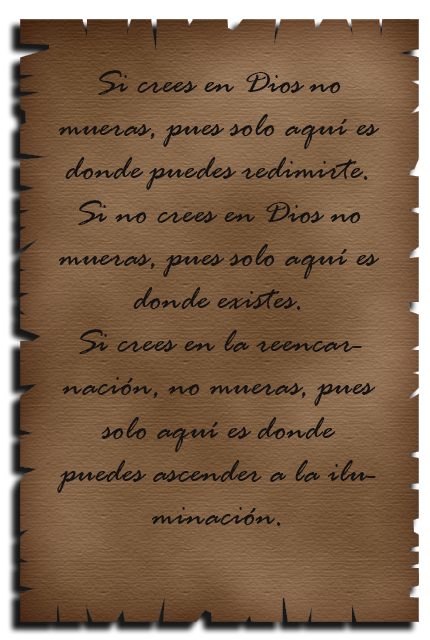 Si crees en Dios no
mueras, pues solo aquí es
donde puedes redimirte.
Si no crees en Dios no
mueras, pues solo aquí es
donde existes.
Si crees en la reencar-
nación, no mueras, pues
solo aquí es donde
puedes ascender a la ilu-
minación.